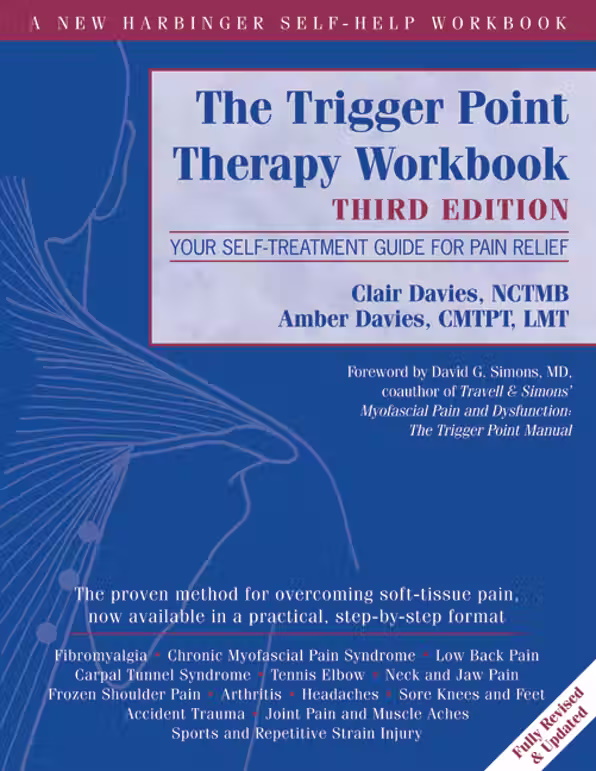 A NEW HARBINGER SELF-HELP WORKBOOK
The Trigger Point
Therapy Workbook
THIRD EDITION
YOUR SELF-TREATMENT GUIDE FOR PAIN RELIEF
Clair Davies, NCTMB
Amber Davies, CMTPT, LMT
Foreword by David G. Simons, MD,
coauthor of Travell & Simons'
Myofascial Pain and Dysfunction:
The Trigger Point Manual
The proven method for overcoming soft-tissue pain,
now available in a practical, step-by-step format
Fibromyalgia • Chronic Myofascial Pain Syndrome • Low Back Pain
Carpal Tunnel Syndrome • Tennis Elbow • Neck and Jaw Pain
Frozen Shoulder Pain • Arthritis • Headaches • Sore Knees and Feet
Accident Trauma • Joint Pain and Muscle Aches
Sports and Repetitive Strain Injury
Fully Revised
& Updated